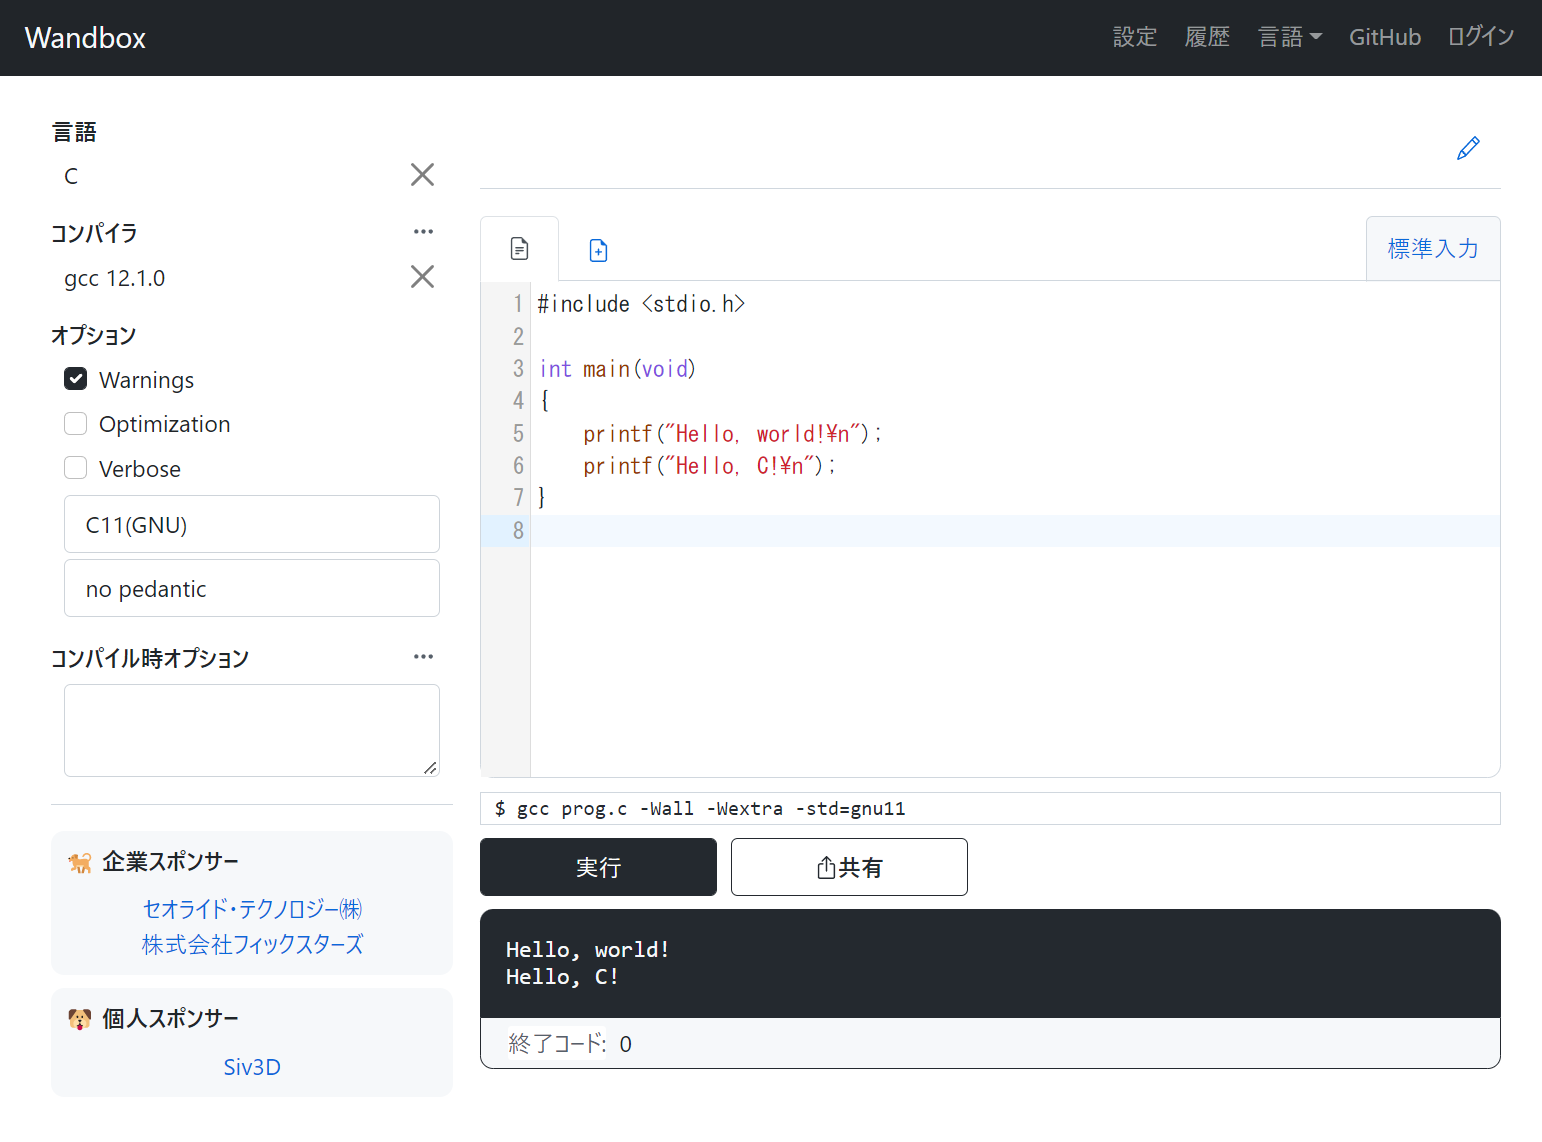 Wandbox
設定 履歴 言語 GitHub ログイン
言語
C
コンパイラ
gcc 12.1.0
オプション
Warnings
Optimization
Verbose
C11(GNU)
no pedantic
コンパイル時オプション
企業スポンサー
セオライド・テクノロジー㈱
株式会社フィックスターズ
個人スポンサー
Siv3D
標準入力
1 #include <stdio.h>
2
3 int main(void)
4 {
5     printf("Hello, world!¥n");
6     printf("Hello, C!¥n");
7 }
8
$ gcc prog.c -Wall -Wextra -std=gnu11
実行 共有
Hello, world!
Hello, C!
終了コード: 0